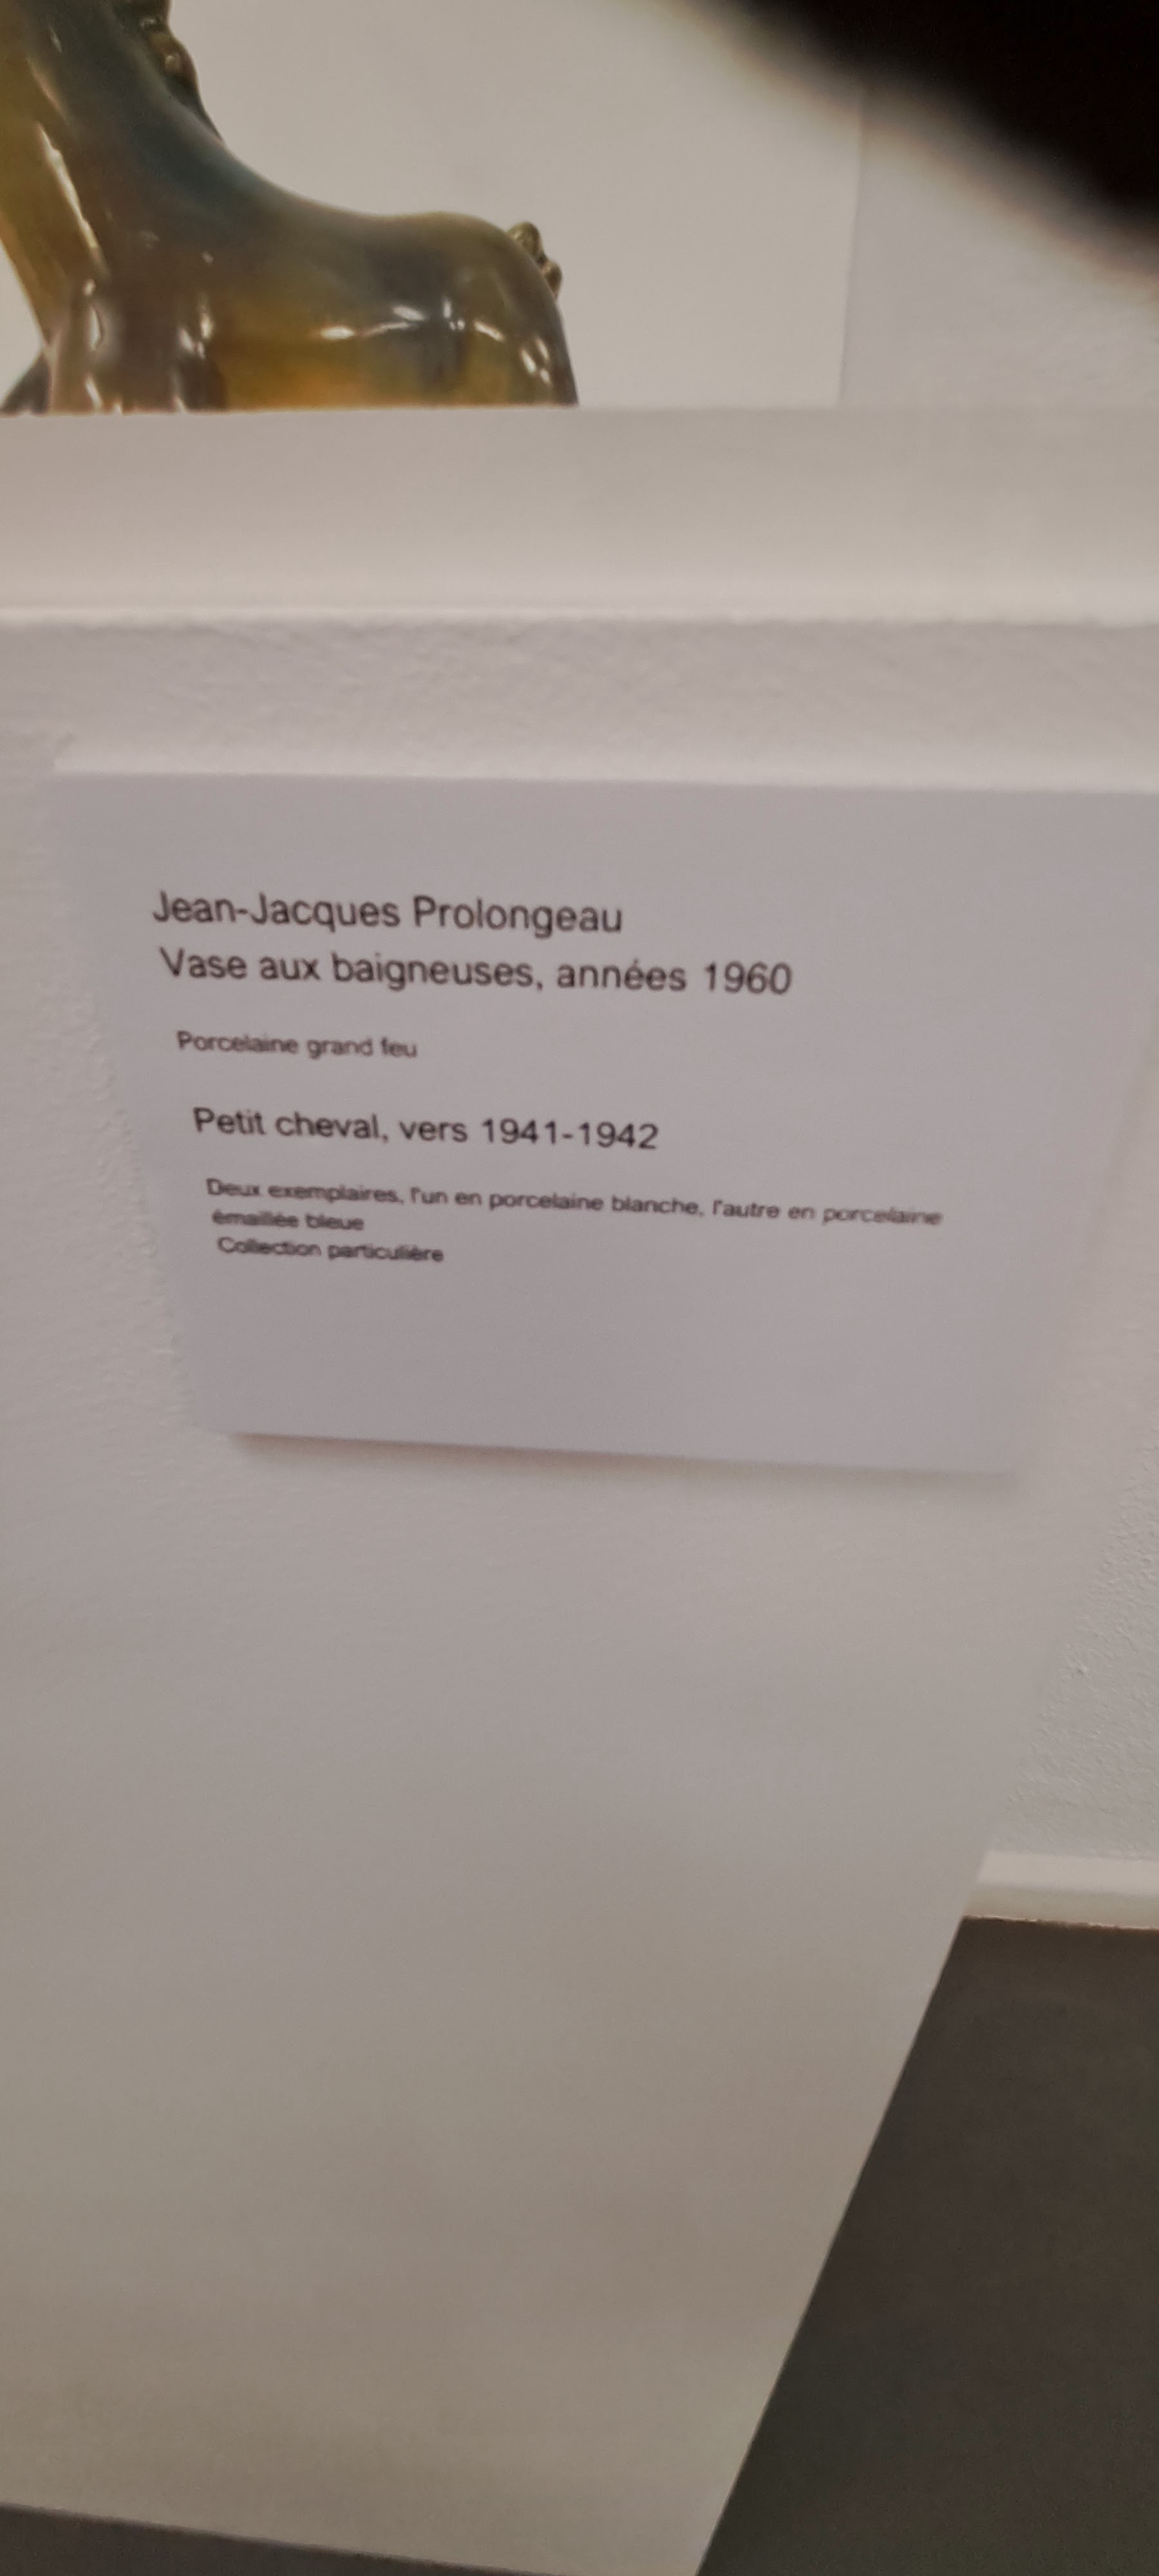 Jean-Jacques Prolongeau
Vase aux baigneuses, années 1960
Porcelaine grand feu
Petit cheval, vers 1941-1942
Deux exemplaires, l'un en porcelaine blanche, l'autre en porcelaine
émaillée bleue
Collection particulière